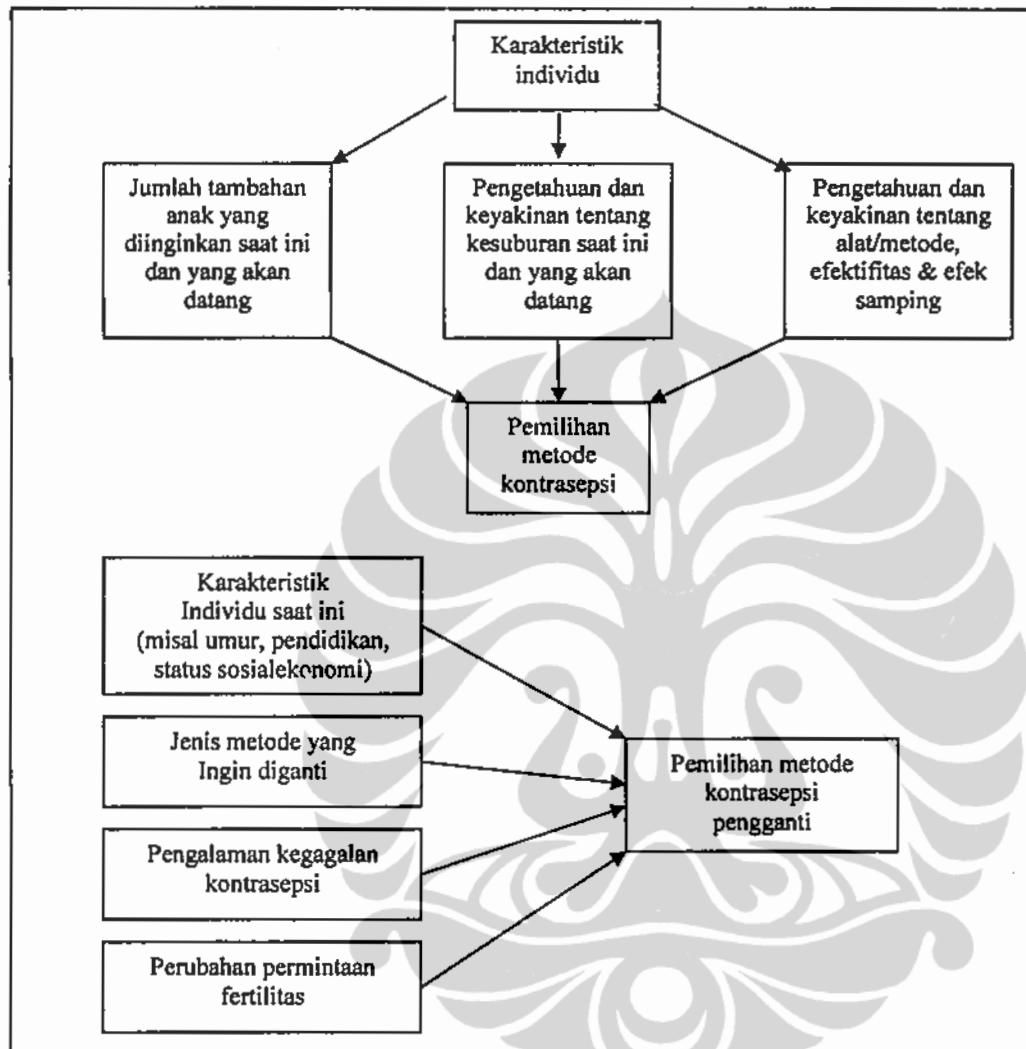 Karakteristik
individu
Jumlah tambahan
anak yang
diinginkan saat ini
dan yang akan
datang
Pengetahuan dan
keyakinan tentang
kesuburan saat ini
dan yang akan
datang
Pengetahuan dan
keyakinan tentang
alat/metode,
efektifitas & efek
samping
Pemilihan
metode
kontrasepsi
Karakteristik
Individu saat ini
(misal umur, pendidikan,
status sosialekonomi)
Jenis metode yang
Ingin diganti
Pengalaman kegagalan
kontrasepsi
Perubahan permintaan
fertilitas
Pemilihan metode
kontrasepsi
pengganti